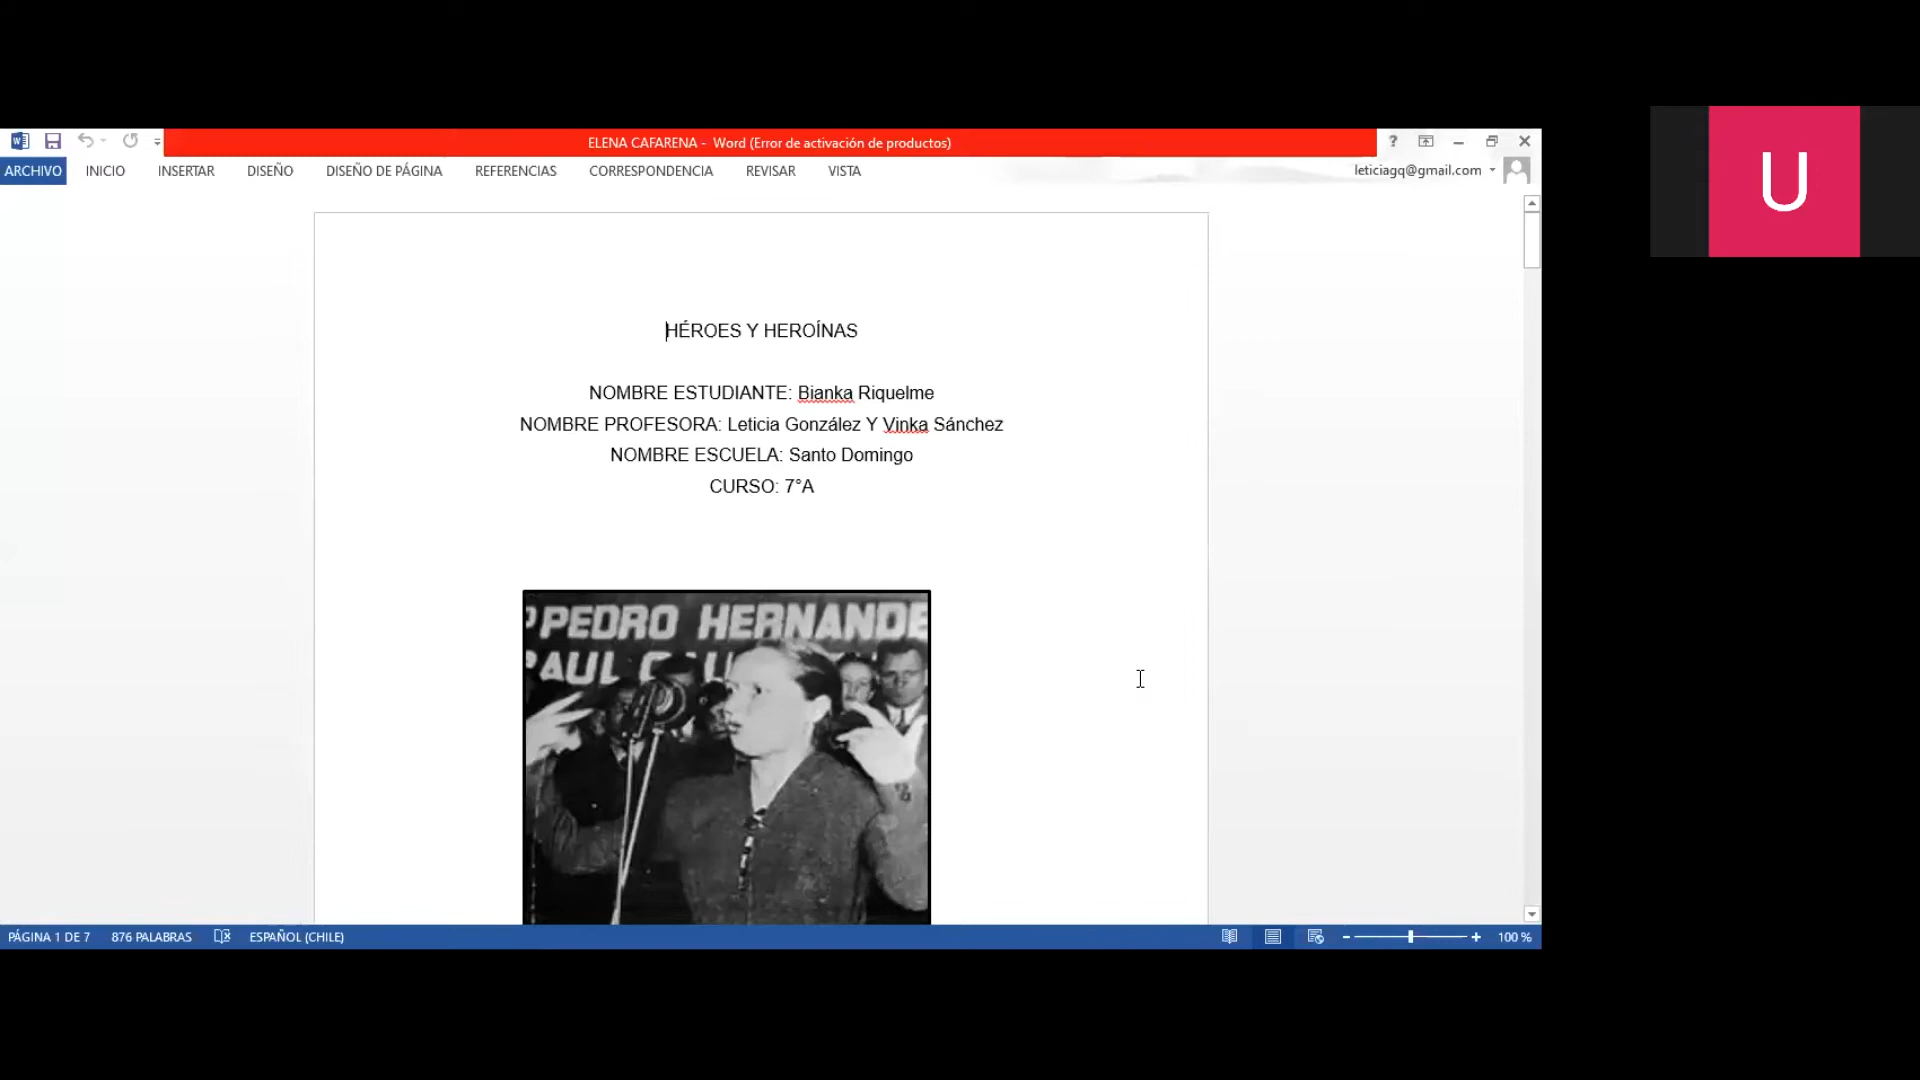 ELENA CAFARENA - Word (Error de activación de productos)
?
ARCHIVO INICIO INSERTAR DISEÑO DISEÑO DE PÁGINA REFERENCIAS CORRESPONDENCIA REVISAR VISTA
leticiagq@gmail.com
U
HÉROES Y HEROÍNAS
NOMBRE ESTUDIANTE: Bianka Riquelme
NOMBRE PROFESORA: Leticia González Y Vinka Sánchez
NOMBRE ESCUELA: Santo Domingo
CURSO: 7°A
PEDRO HERNANDE
PAUL
PÁGINA 1 DE 7 876 PALABRAS ESPAÑOL (CHILE) 100 %